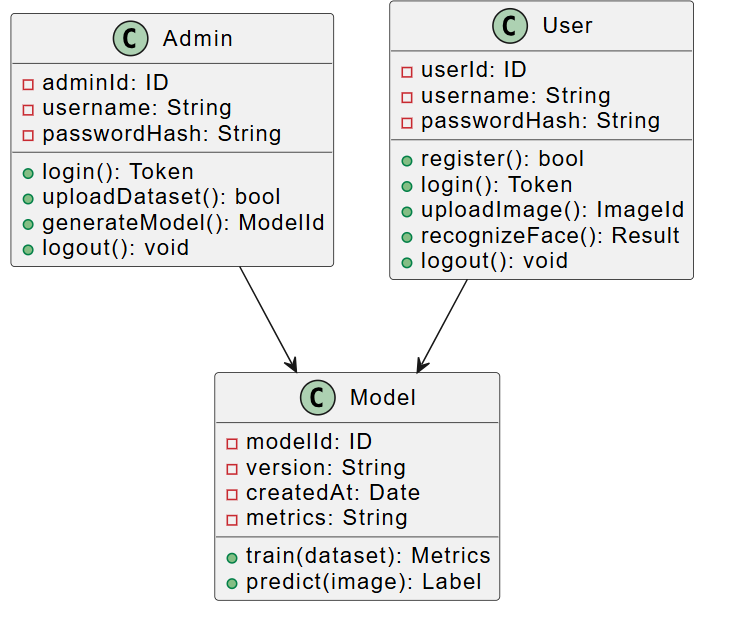 C Admin
adminId: ID
username: String
passwordHash: String
login(): Token
uploadDataset(): bool
generateModel(): ModelId
logout(): void
C User
userId: ID
username: String
passwordHash: String
register(): bool
login(): Token
uploadImage(): ImageId
recognizeFace(): Result
logout(): void
C Model
modelId: ID
version: String
createdAt: Date
metrics: String
train(dataset): Metrics
predict(image): Label